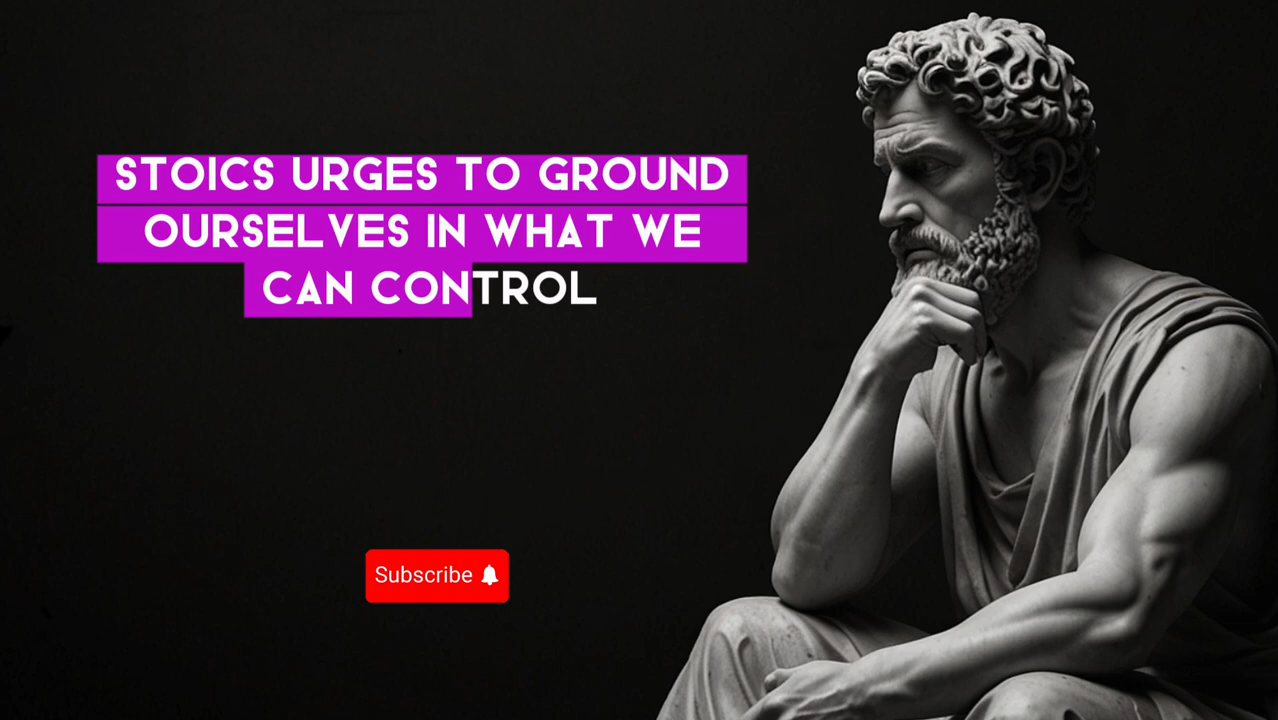 STOICS URGES TO GROUND
OURSELVES IN WHAT WE
CAN CONTROL
Subscribe